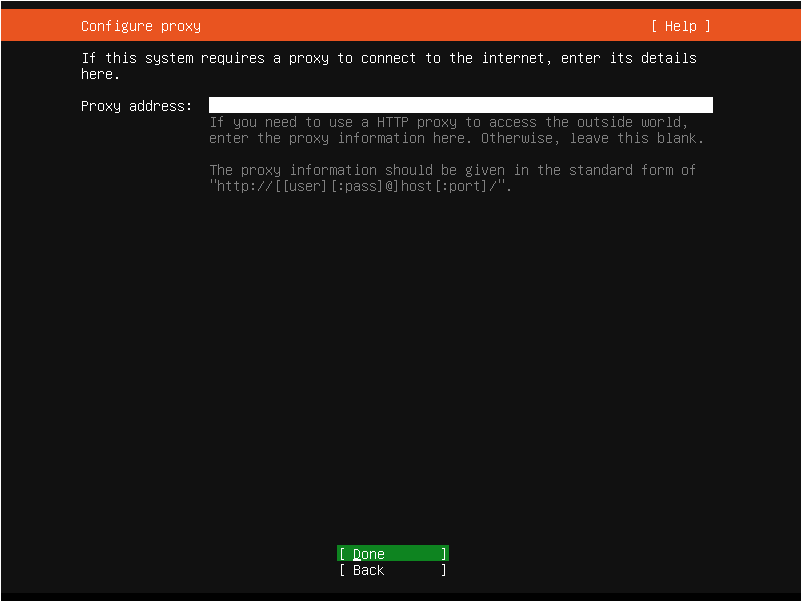 Configure proxy [ Help ]
If this system requires a proxy to connect to the internet, enter its details
here.
Proxy address:
If you need to use a HTTP proxy to access the outside world,
enter the proxy information here. Otherwise, leave this blank.
The proxy information should be given in the standard form of
"http://[[user][:pass]@]host[:port]/".
[ Done ]
[ Back ]